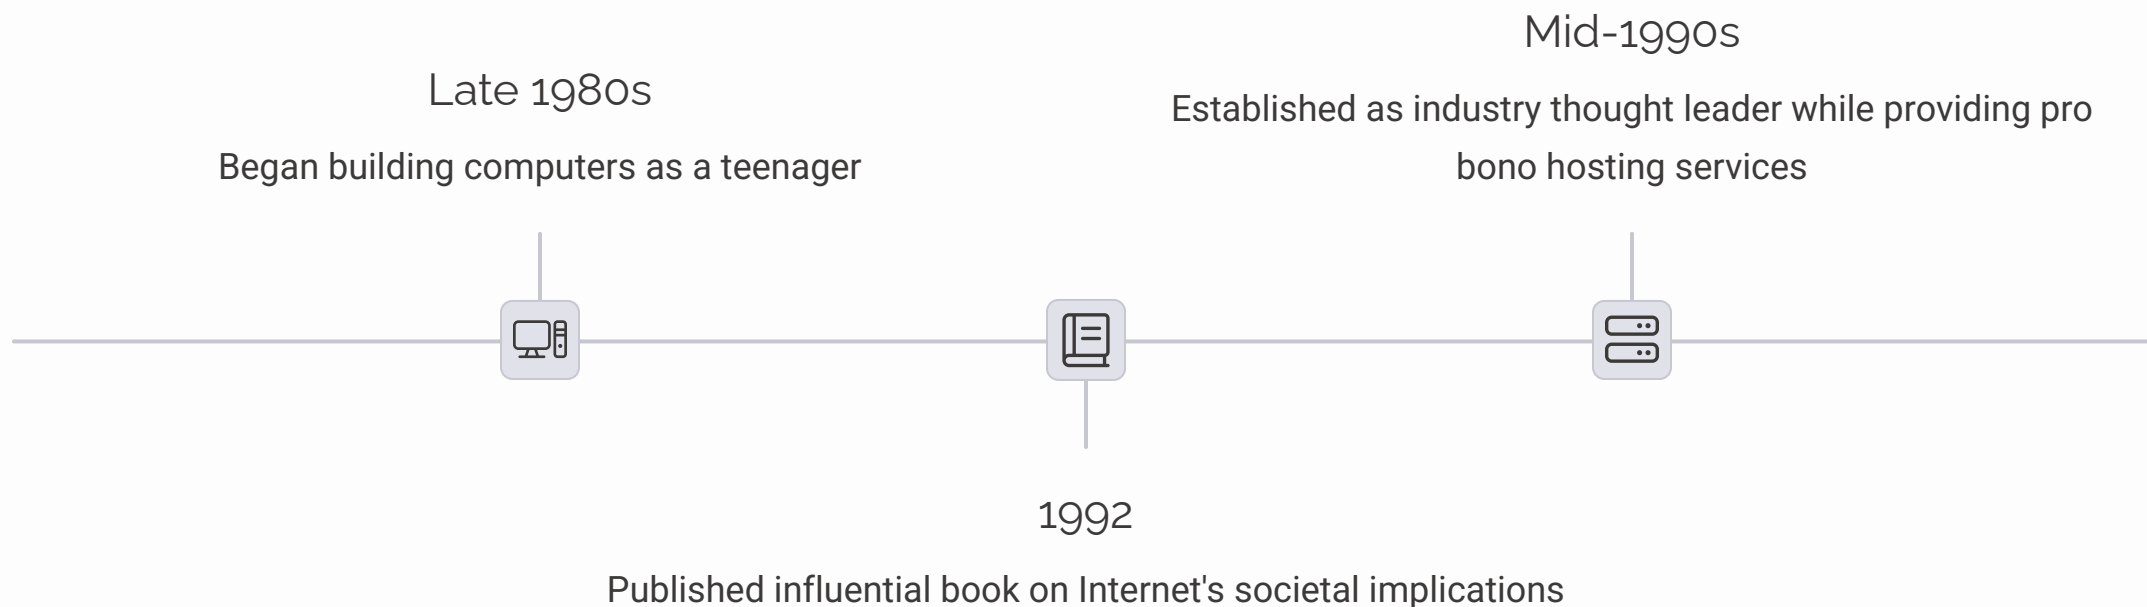 Late 1980s
Began building computers as a teenager
1992
Published influential book on Internet's societal implications
Mid-1990s
Established as industry thought leader while providing pro
bono hosting services